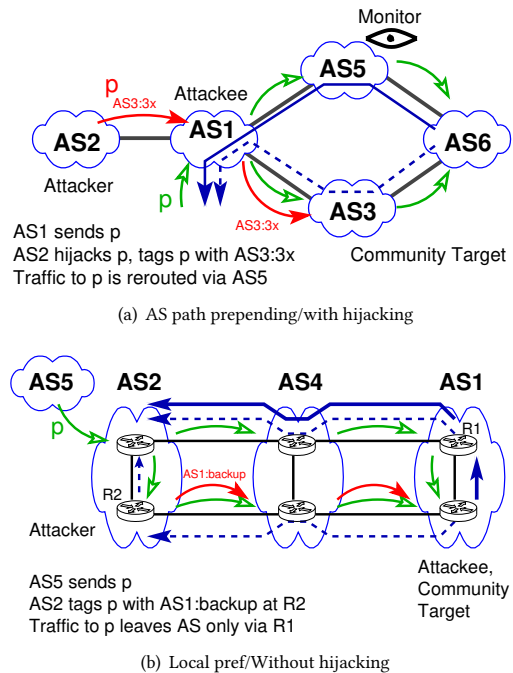 Monitor
AS5
p
AS3:3x
Attackee
AS2
AS1
AS6
Attacker
p
AS3:3x
AS3
AS1 sends p
Community Target
AS2 hijacks p, tags p with AS3:3x
Traffic to p is rerouted via AS5
(a) AS path prepending/with hijacking
AS5
AS2
AS4
AS1
p
R1
AS1:backup
R2
Attacker
Attackee,
Community
Target
AS5 sends p
AS2 tags p with AS1:backup at R2
Traffic to p leaves AS only via R1
(b) Local pref/Without hijacking